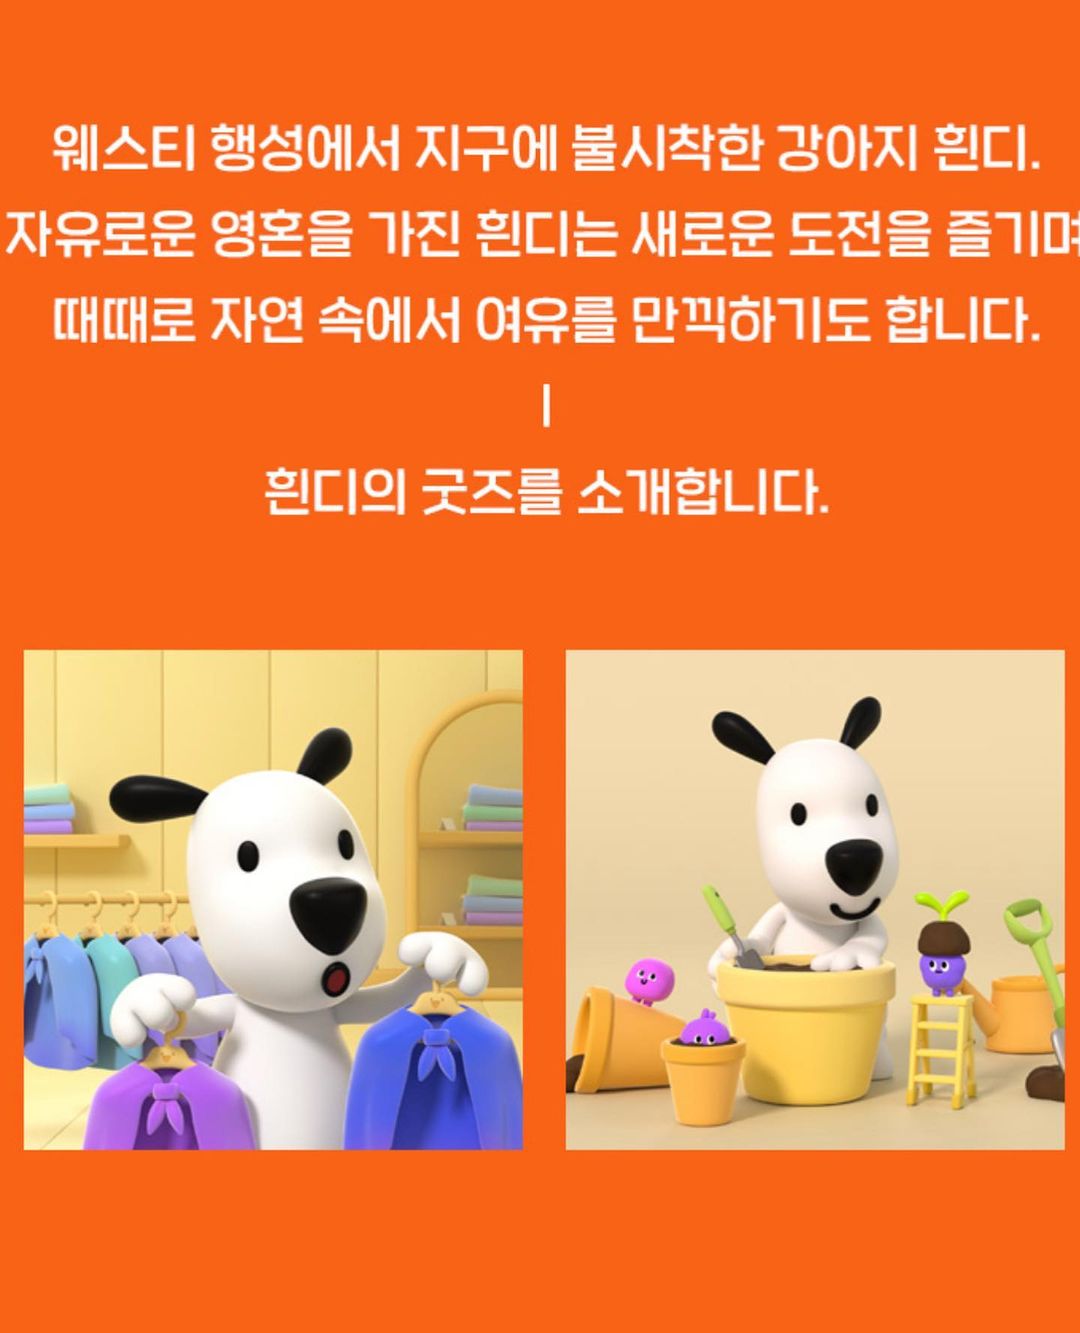 웨스티 행성에서 지구에 불시착한 강아지 흰디.
자유로운 영혼을 가진 흰디는 새로운 도전을 즐기며
때때로 자연 속에서 여유를 만끽하기도 합니다.
흰디의 굿즈를 소개합니다.